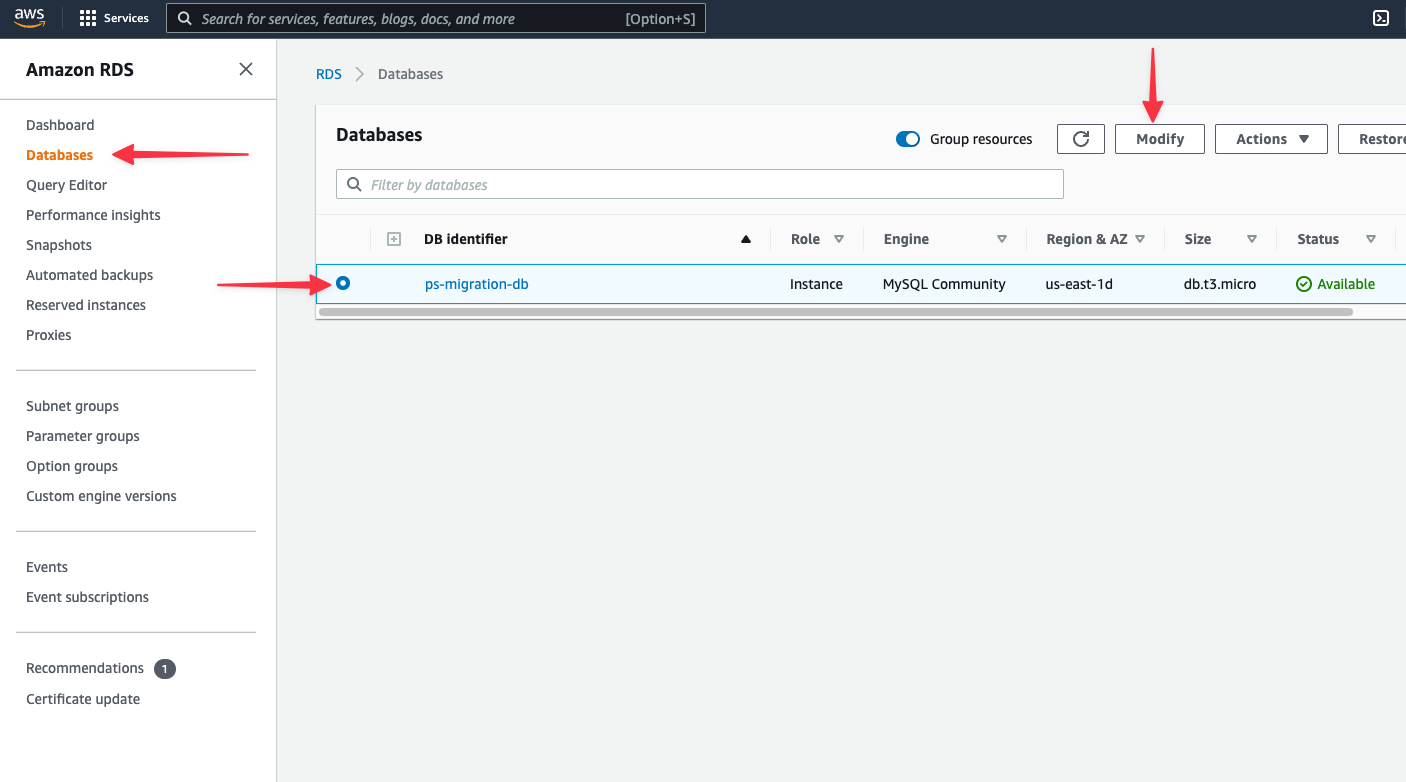 aws Services Search for services, features, blogs, docs, and more [Option+S]
Amazon RDS
Dashboard
Databases
Query Editor
Performance insights
Snapshots
Automated backups
Reserved instances
Proxies
Subnet groups
Parameter groups
Option groups
Custom engine versions
Events
Event subscriptions
Recommendations 1
Certificate update
RDS Databases
Databases
Group resources Modify Actions Restore
Filter by databases
DB identifier Role Engine Region & AZ Size Status
ps-migration-db Instance MySQL Community us-east-1d db.t3.micro Available